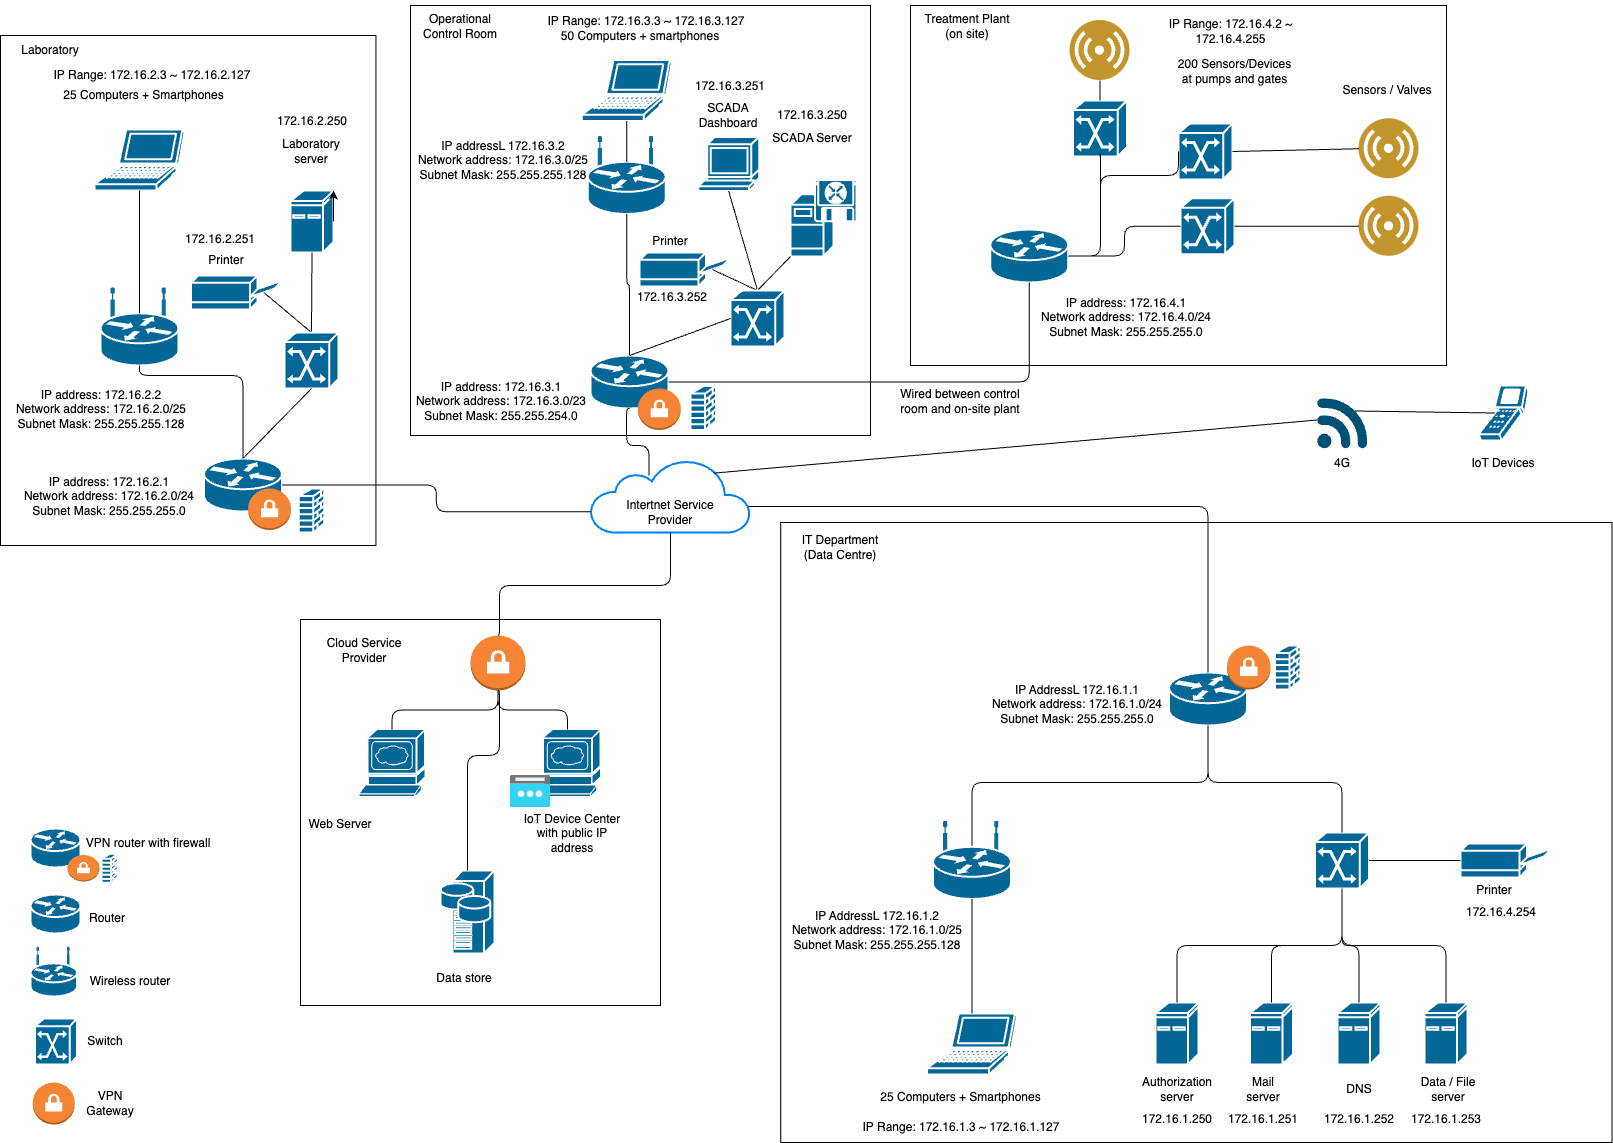 Laboratory
IP Range: 172.16.2.3 ~ 172.16.2.127
25 Computers + Smartphones
172.16.2.250
Laboratory
server
172.16.2.251
Printer
IP address: 172.16.2.2
Network address: 172.16.2.0/25
Subnet Mask: 255.255.255.128
IP address: 172.16.2.1
Network address: 172.16.2.0/24
Subnet Mask: 255.255.255.0
Operational
Control Room
IP Range: 172.16.3.3 ~ 172.16.3.127
50 Computers + smartphones
172.16.3.251
SCADA
Dashboard
172.16.3.250
SCADA Server
IP addressL 172.16.3.2
Network address: 172.16.3.0/25
Subnet Mask: 255.255.255.128
Printer
172.16.3.252
IP address: 172.16.3.1
Network address: 172.16.3.0/23
Subnet Mask: 255.255.254.0
Treatment Plant
(on site)
IP Range: 172.16.4.2 ~
172.16.4.255
200 Sensors/Devices
at pumps and gates
Sensors / Valves
IP address: 172.16.4.1
Network address: 172.16.4.0/24
Subnet Mask: 255.255.255.0
Wired between control
room and on-site plant
4G
IoT Devices
Internet Service
Provider
Cloud Service
Provider
Web Server
IoT Device Center
with public IP
address
Data store
IT Department
(Data Centre)
IP AddressL 172.16.1.1
Network address: 172.16.1.0/24
Subnet Mask: 255.255.255.0
IP AddressL 172.16.1.2
Network address: 172.16.1.0/25
Subnet Mask: 255.255.255.128
Printer
172.16.4.254
25 Computers + Smartphones
IP Range: 172.16.1.3 ~ 172.16.1.127
Authorization
server
172.16.1.250
Mail
server
172.16.1.251
DNS
172.16.1.252
Data / File
server
172.16.1.253
VPN router with firewall
Router
Wireless router
Switch
VPN
Gateway